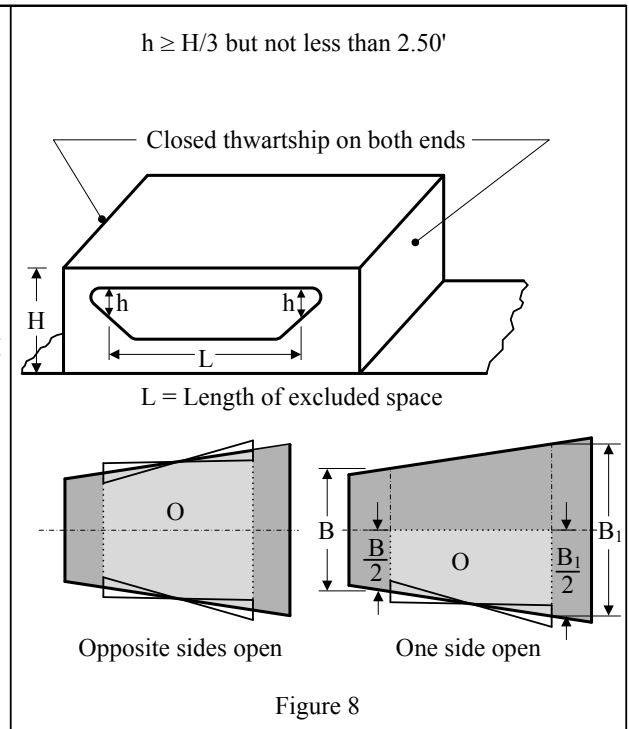 h ≥ H/3 but not less than 2.50'
Closed thwartship on both ends
H
h
h
L
L = Length of excluded space
O
B
B/2
O
B₁/2
B₁
Opposite sides open
One side open
Figure 8